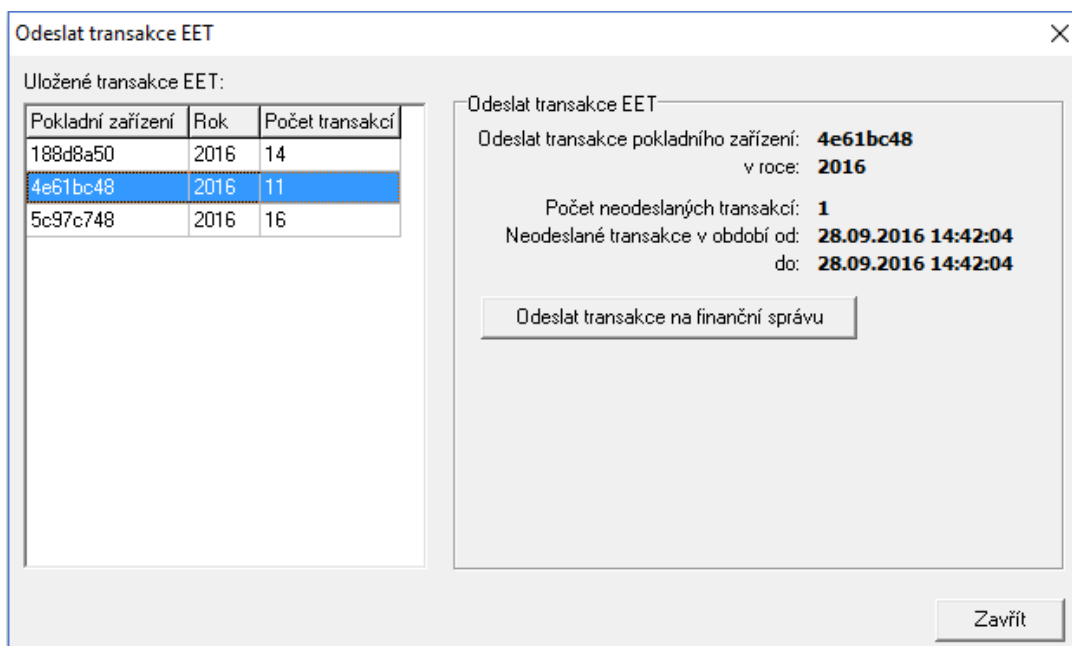 Odeslat transakce EET
Uložené transakce EET:
Pokladní zařízení Rok Počet transakcí
188d8a50 2016 14
4e61bc48 2016 11
5c97c748 2016 16
Odeslat transakce EET
Odeslat transakce pokladního zařízení: 4e61bc48
v roce: 2016
Počet neodeslaných transakcí: 1
Neodeslané transakce v období od: 28.09.2016 14:42:04
do: 28.09.2016 14:42:04
Odeslat transakce na finanční správu
Zavřít